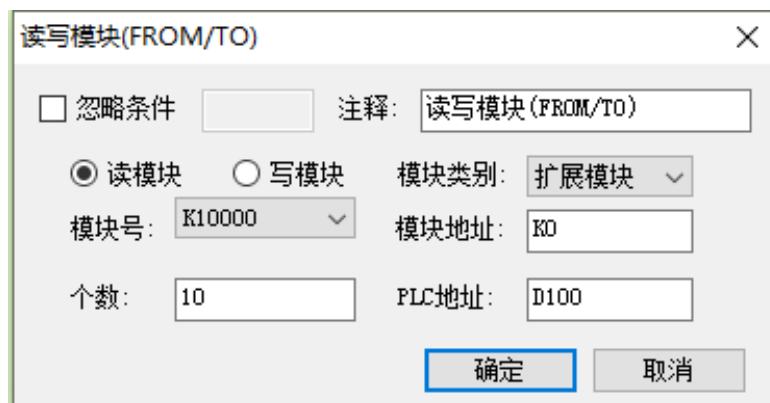 读写模块(FROM/TO)
忽略条件 注释: 读写模块(FROM/TO)
读模块 写模块 模块类别: 扩展模块
模块号: K10000 模块地址: K0
个数: 10 PLC地址: D100
确定 取消